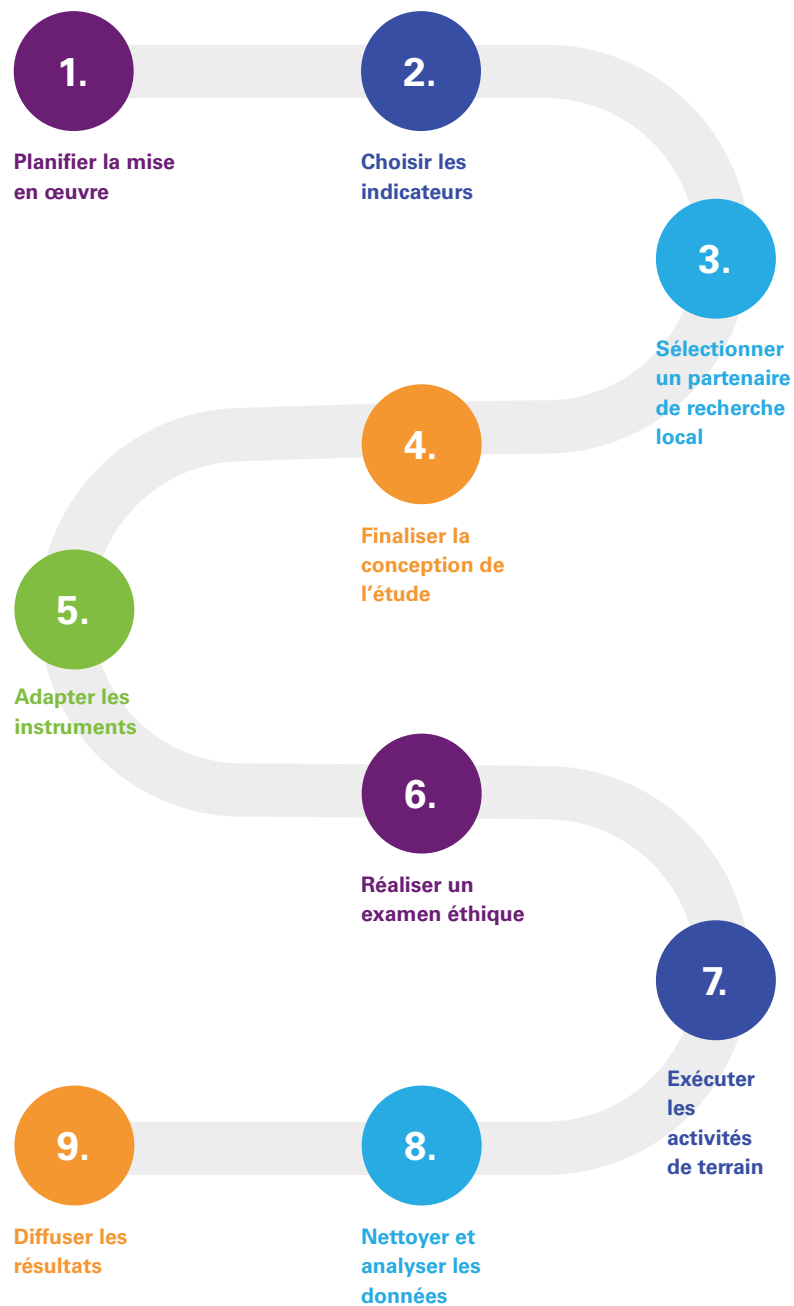 1.
Planifier la mise
en œuvre
2.
Choisir les
indicateurs
3.
Sélectionner
un partenaire
de recherche
local
4.
Finaliser la
conception de
l’étude
5.
Adapter les
instruments
6.
Réaliser un
examen éthique
7.
Exécuter
les
activités
de terrain
8.
Nettoyer et
analyser les
données
9.
Diffuser les
résultats